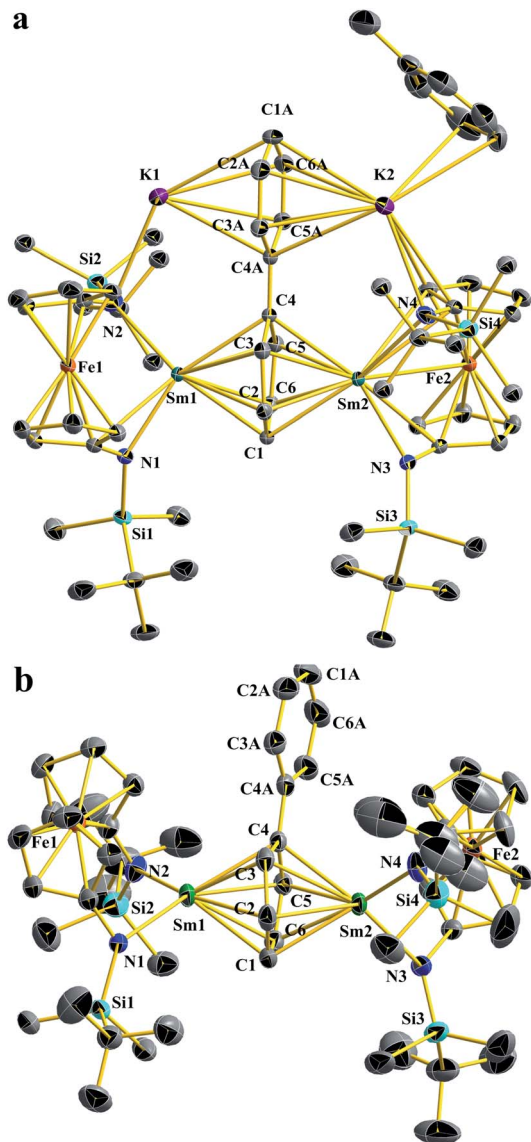 a
C1A
K1
C2A
C6A
K2
C3A
C5A
Si2
C4A
N2
C4
N4
Si4
C3
C5
Fe1
Fe2
Sm1
C2
C6
Sm2
C1
N1
N3
Si1
Si3
b
C2A
C1A
C6A
C3A
C5A
C4A
Fe1
C4
Fe2
N2
C3
N4
Si2
Sm1
C5
Si4
C2
Sm2
N1
C6
C1
N3
Si1
Si3